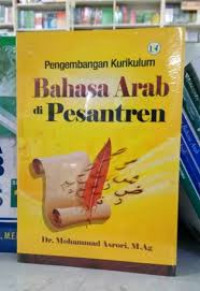 Pengembangan Kurikulum
Bahasa Arab
di Pesantren
Dr. Mohammad Asrori, M.Ag